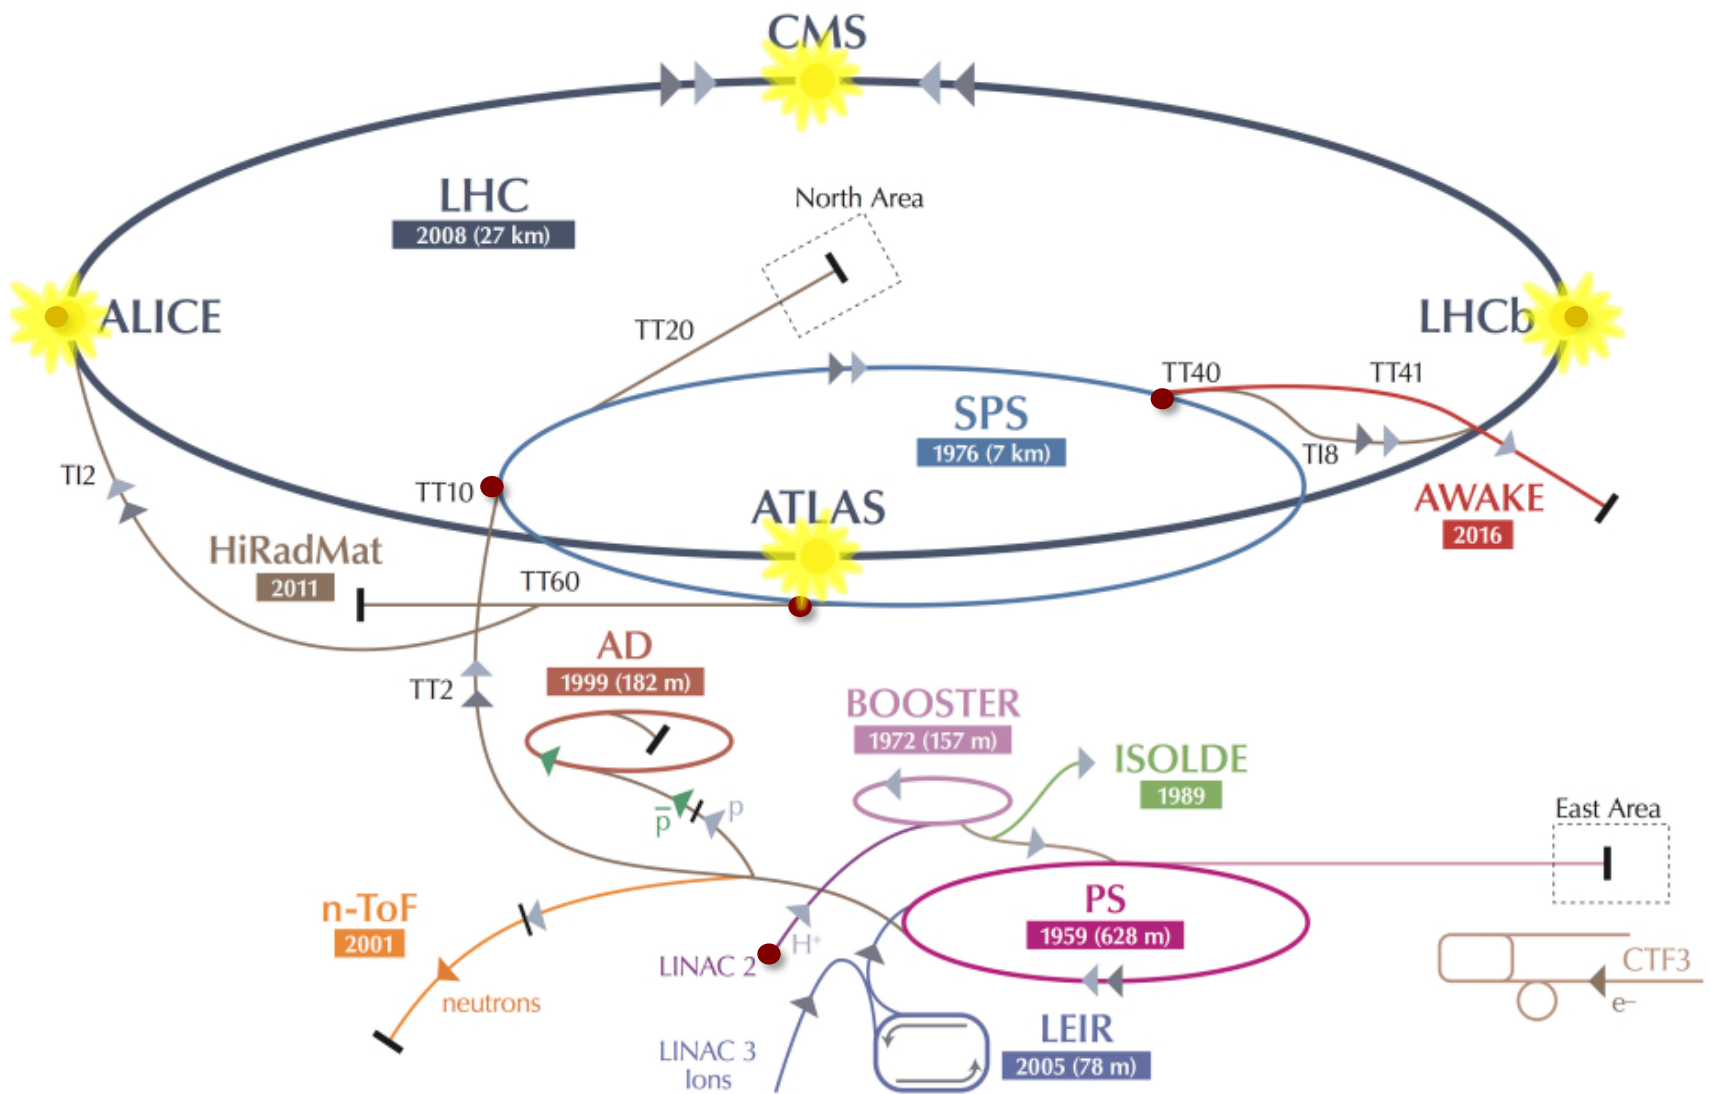 CMS
LHC
2008 (27 km)
North Area
ALICE
LHCb
TT20
TT40
TT41
SPS
1976 (7 km)
TI8
TI2
TT10
ATLAS
AWAKE
2016
HiRadMat
2011
TT60
AD
1999 (182 m)
TT2
BOOSTER
1972 (157 m)
ISOLDE
1989
p̅
p
East Area
n-ToF
2001
PS
1959 (628 m)
H⁺
LINAC 2
neutrons
CTF3
e⁻
LEIR
2005 (78 m)
LINAC 3
Ions